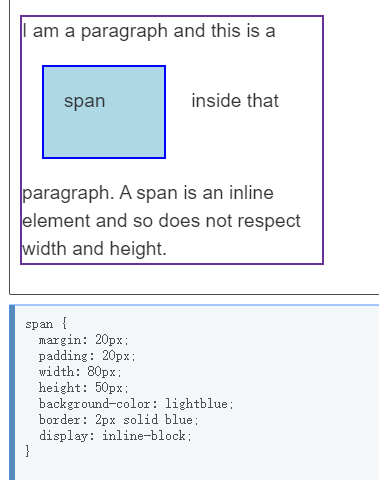 I am a paragraph and this is a
span inside that
paragraph. A span is an inline
element and so does not respect
width and height.
span {
  margin: 20px;
  padding: 20px;
  width: 80px;
  height: 50px;
  background-color: lightblue;
  border: 2px solid blue;
  display: inline-block;
}